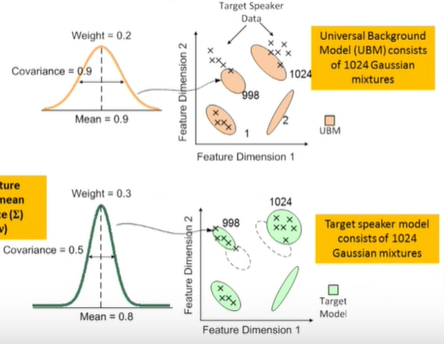 Target Speaker
Data
Weight = 0.2
Covariance = 0.9
Mean = 0.9
Feature Dimension 2
998
1024
1
2
Feature Dimension 1
Universal Background
Model (UBM) consists
of 1024 Gaussian
mixtures
UBM
ture
mean
ce (Σ)
Weight = 0.3
Covariance = 0.5
Mean = 0.8
Feature Dimension 2
998
1024
Feature Dimension 1
Target speaker model
consists of 1024
Gaussian mixtures
Target
Model